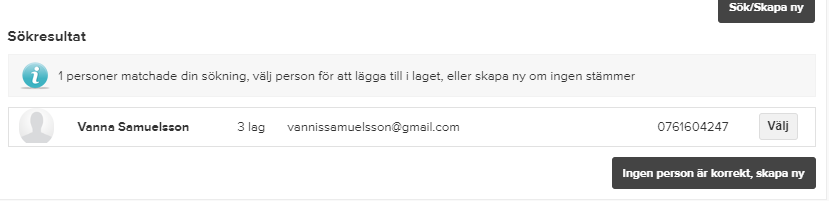 Sök/Skapa ny
Sökresultat
1 personer matchade din sökning, välj person för att lägga till i laget, eller skapa ny om ingen stämmer
Vanna Samuelsson 3 lag vannissamuelsson@gmail.com 0761604247 Välj
Ingen person är korrekt, skapa ny